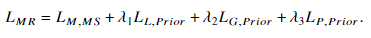 L_{MR} = L_{M,MS} + λ_1 L_{L,Prior} + λ_2 L_{G,Prior} + λ_3 L_{P,Prior}.